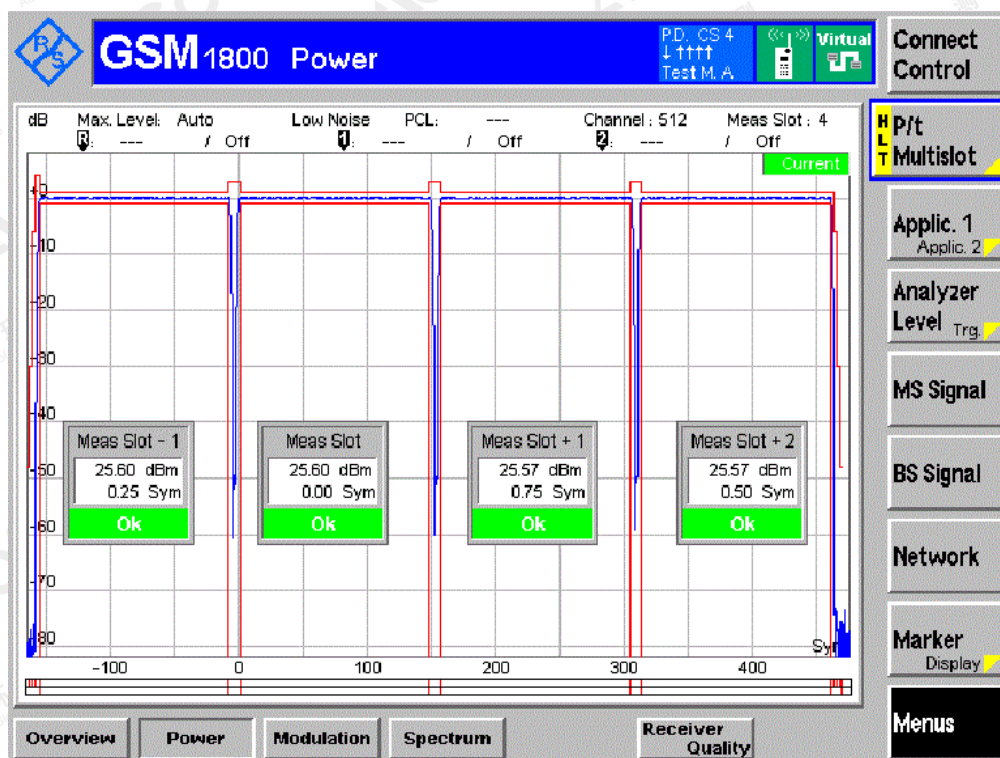 R/S
GSM 1800 Power
P.D. CS 4
↓↑↑↑↑
Test M. A
Virtual
Connect
Control
dB Max. Level: Auto Low Noise PCL: --- Channel : 512 Meas Slot : 4
R: --- / Off 1: --- / Off 2: --- / Off
HLT
P/t
Multislot
Current
+0
-10
-20
-30
-40
-50
-60
-70
-80
Applic. 1
Applic. 2
Analyzer
Level Trg.
MS Signal
BS Signal
Network
Marker
Display
Menus
Meas Slot - 1
25.60 dBm
0.25 Sym
Ok
Meas Slot
25.60 dBm
0.00 Sym
Ok
Meas Slot + 1
25.57 dBm
0.75 Sym
Ok
Meas Slot + 2
25.57 dBm
0.50 Sym
Ok
-100 0 100 200 300 400
Overview Power Modulation Spectrum Receiver
Quality